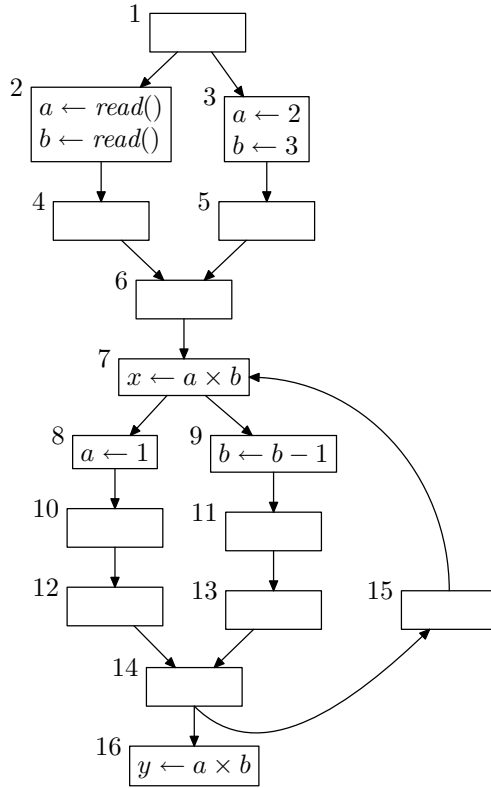 1
2
a ← read()
b ← read()
3
a ← 2
b ← 3
4
5
6
7
x ← a × b
8
a ← 1
9
b ← b − 1
10
11
12
13
15
14
16
y ← a × b